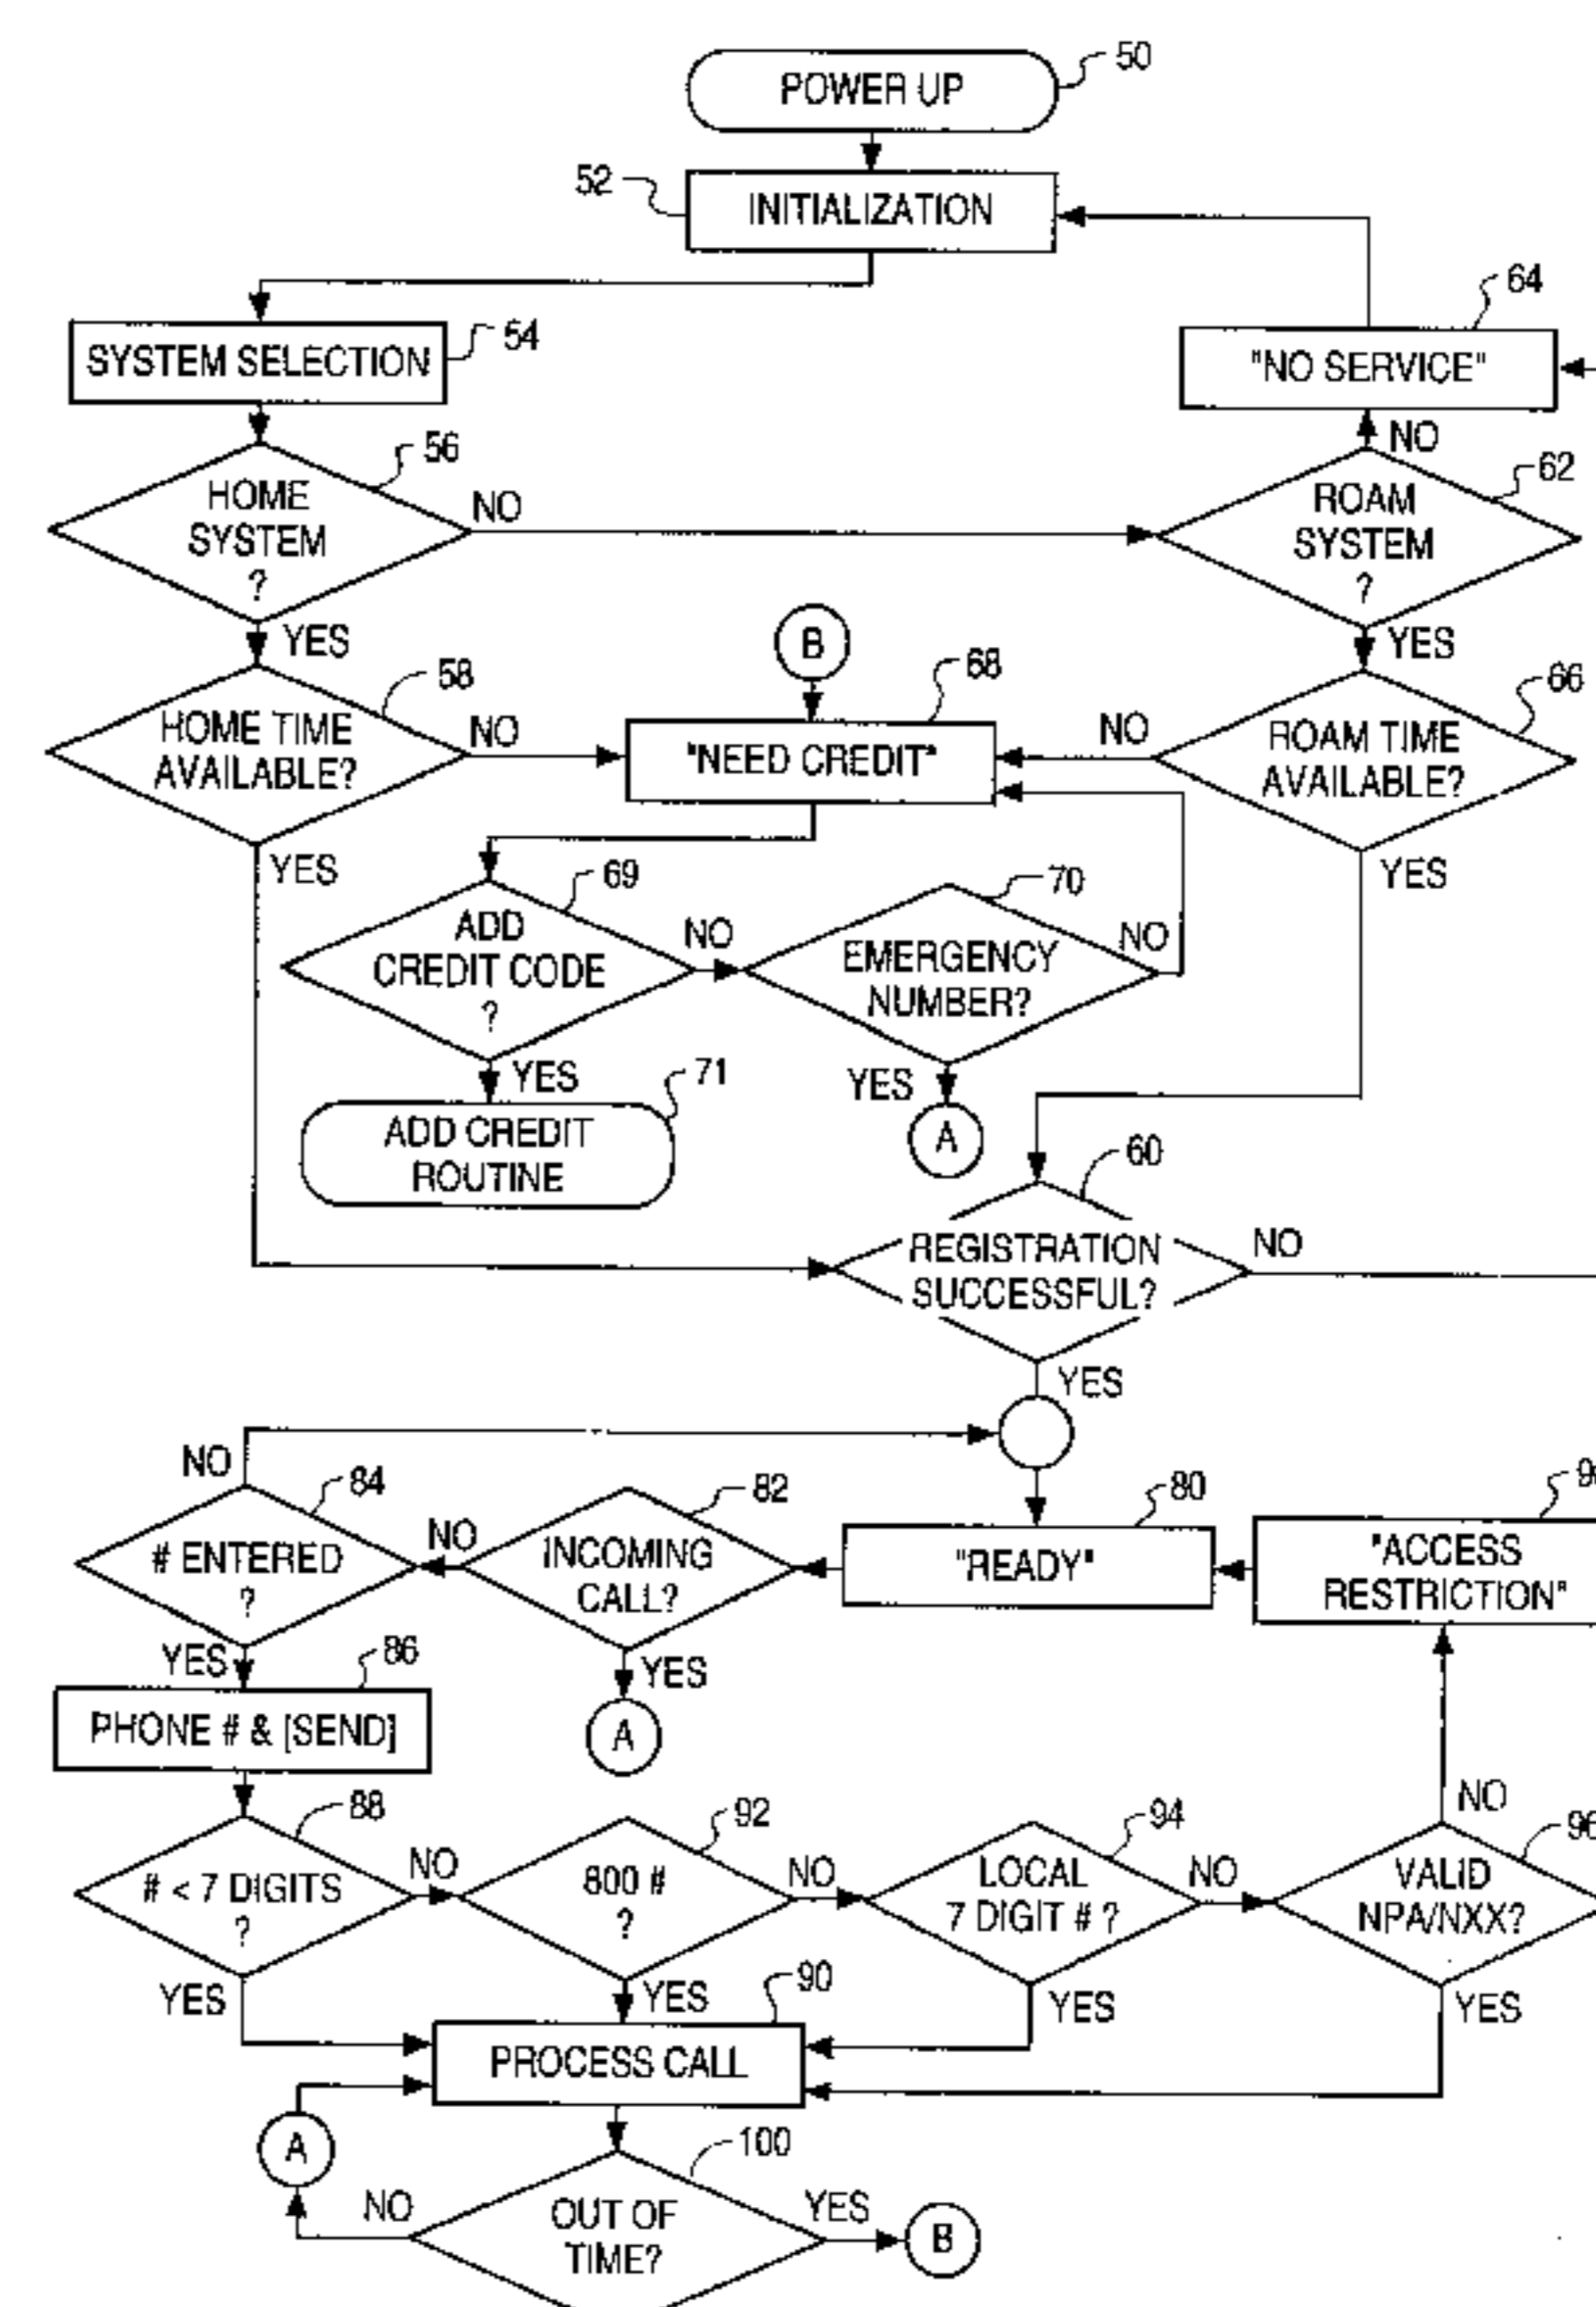 POWER UP
50
52
INITIALIZATION
64
SYSTEM SELECTION
54
"NO SERVICE"
NO
56
HOME
SYSTEM
?
NO
62
ROAM
SYSTEM
?
YES
B
YES
58
HOME TIME
AVAILABLE?
NO
68
"NEED CREDIT"
NO
66
ROAM TIME
AVAILABLE?
YES
YES
69
ADD
CREDIT CODE
?
NO
70
EMERGENCY
NUMBER?
NO
YES
71
ADD CREDIT
ROUTINE
YES
A
60
REGISTRATION
SUCCESSFUL?
NO
YES
NO
84
# ENTERED
?
NO
82
INCOMING
CALL?
80
"READY"
"ACCESS
RESTRICTION"
YES
86
PHONE # & [SEND]
YES
A
NO
88
# < 7 DIGITS
?
NO
92
800 #
?
NO
94
LOCAL
7 DIGIT # ?
NO
96
VALID
NPA/NXX?
YES
YES
90
YES
YES
PROCESS CALL
A
100
NO
OUT OF
TIME?
YES
B